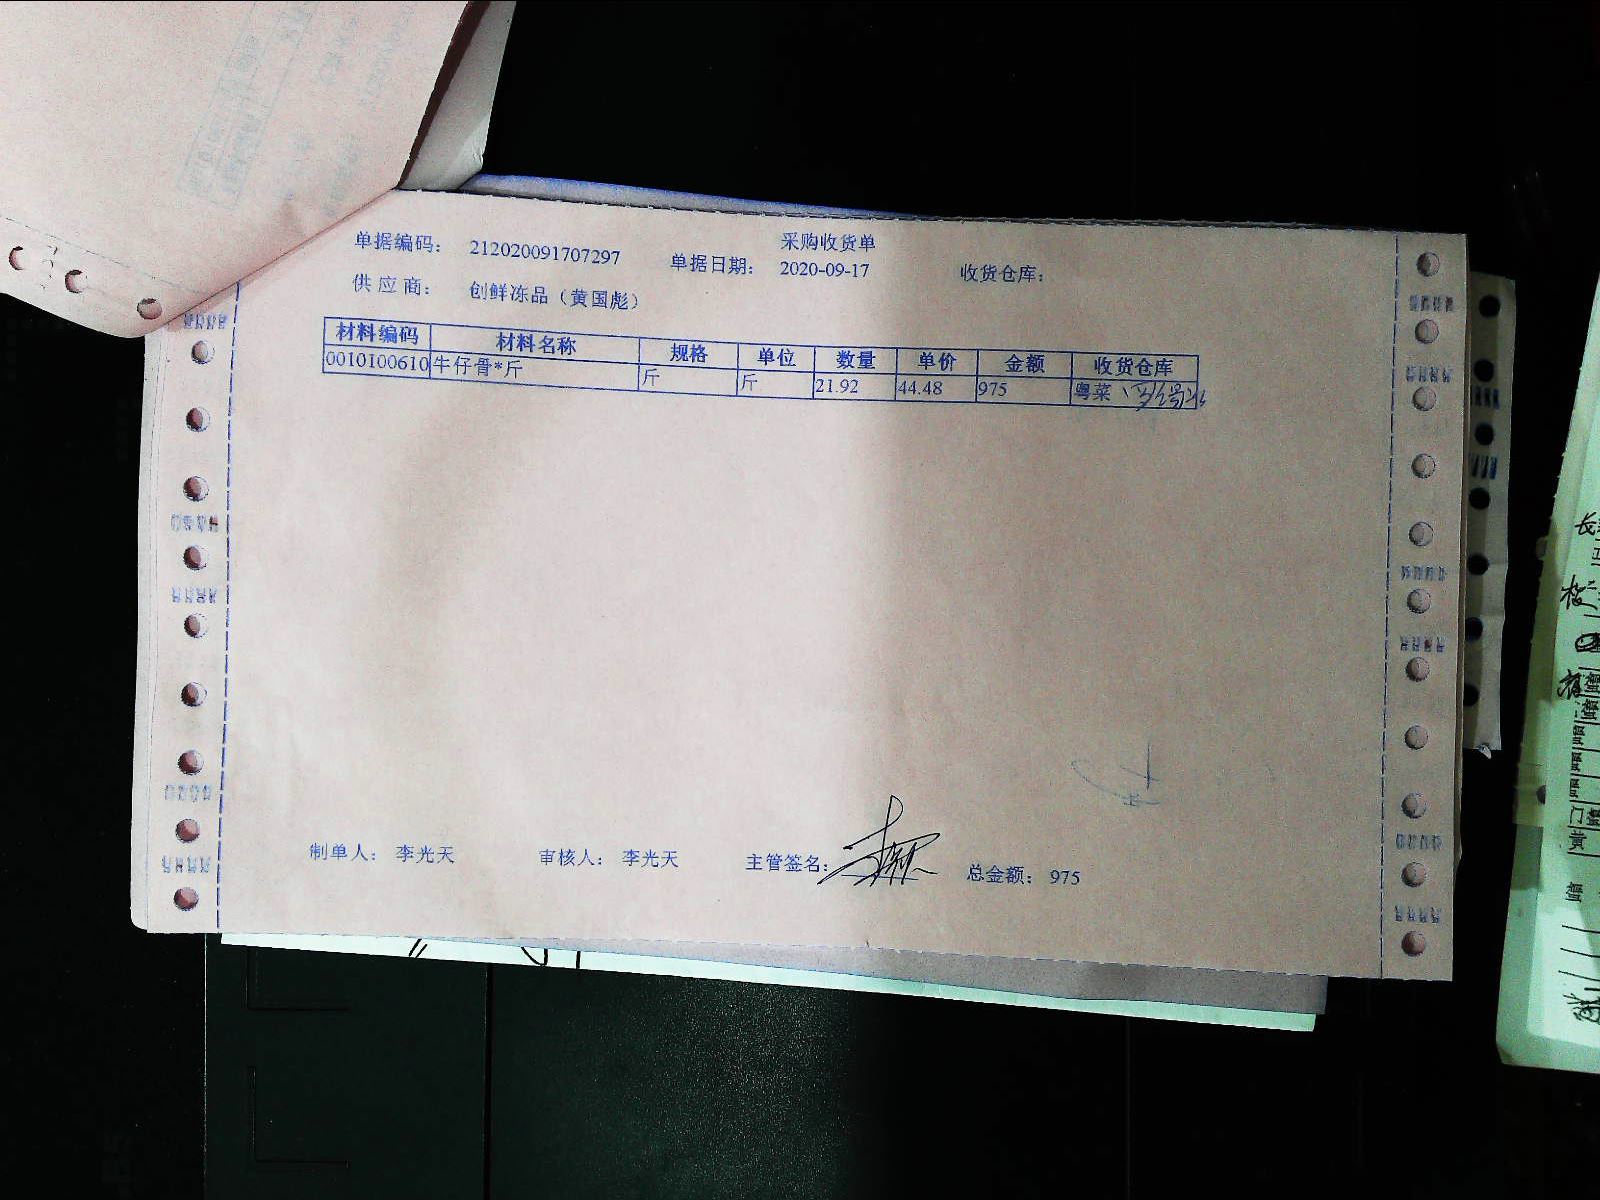 采购收货单
单据编码： 212020091707297 单据日期： 2020-09-17 收货仓库：
供应商： 创鲜冻品（黄国彪）
材料编码 材料名称 规格 单位 数量 单价 金额 收货仓库
0010100610 牛仔骨*斤 斤 斤 21.92 44.48 975 粤菜
制单人： 李光天 审核人： 李光天 主管签名： 总金额： 975